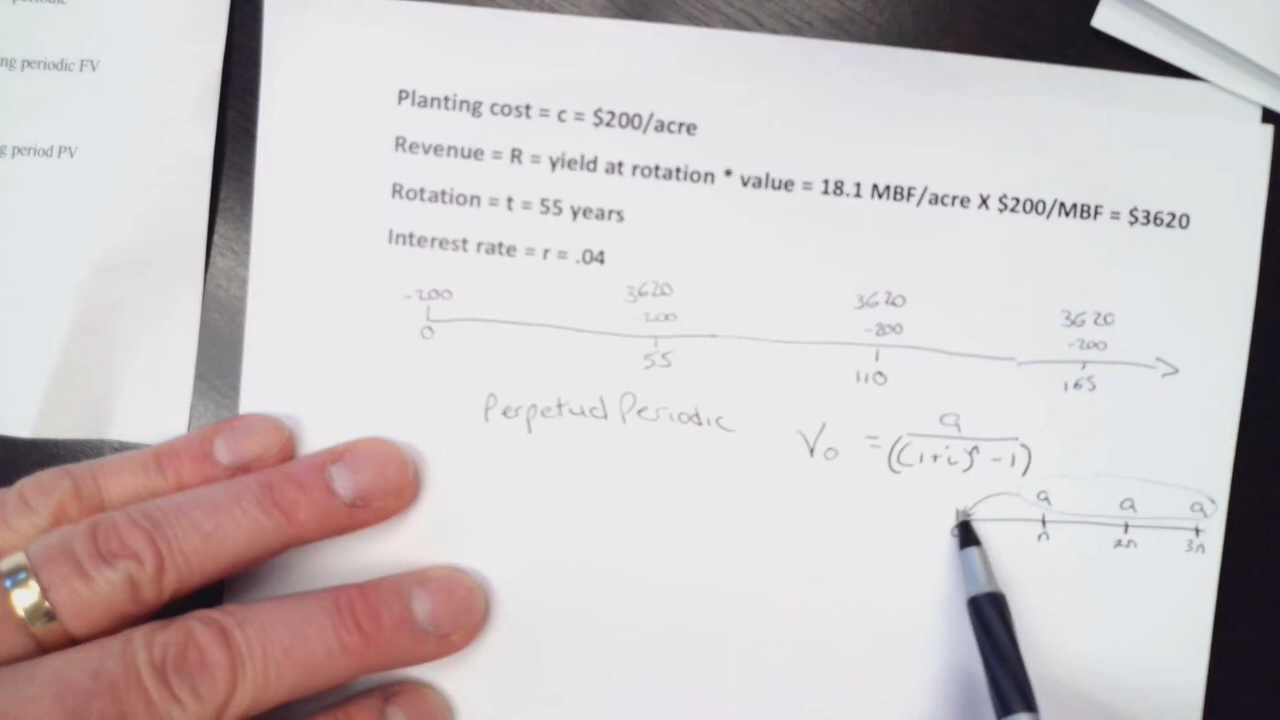 ng periodic FV
g period PV
Planting cost = c = $200/acre
Revenue = R = yield at rotation * value = 18.1 MBF/acre X $200/MBF = $3620
Rotation = t = 55 years
Interest rate = r = .04
-200 3620 3620 3620
-200 -200 -200
0 55 110 165
Perpetual Periodic V₀ = a / ((1+i)ⁿ - 1)
a a a
n 2n 3n